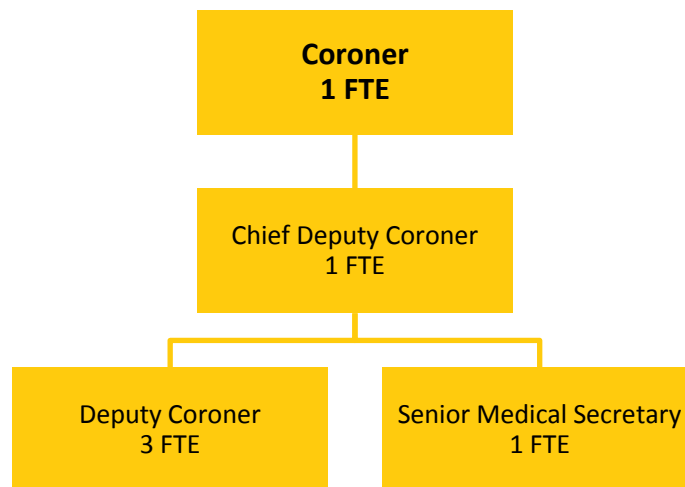 Coroner
1 FTE
Chief Deputy Coroner
1 FTE
Deputy Coroner
3 FTE
Senior Medical Secretary
1 FTE